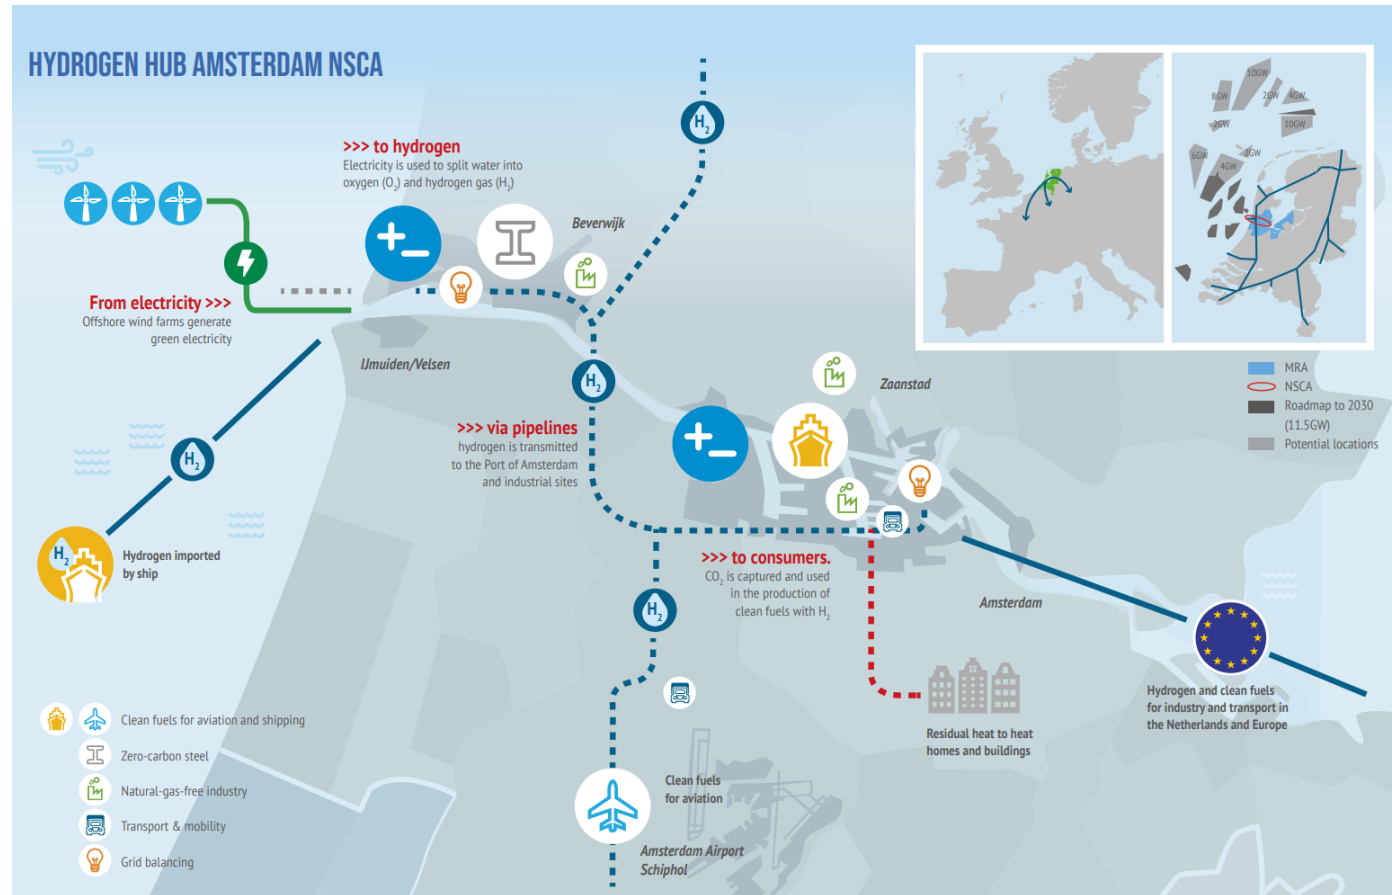 HYDROGEN HUB AMSTERDAM NSCA
>>> to hydrogen
Electricity is used to split water into
oxygen (O₂) and hydrogen gas (H₂)
H₂
Beverwijk
From electricity >>>
Offshore wind farms generate
green electricity
IJmuiden/Velsen
H₂
>>> via pipelines
hydrogen is transmitted
to the Port of Amsterdam
and industrial sites
Zaanstad
H₂
H₂
Hydrogen imported
by ship
>>> to consumers.
CO₂ is captured and used
in the production of
clean fuels with H₂
H₂
Amsterdam
Residual heat to heat
homes and buildings
Hydrogen and clean fuels
for industry and transport in
the Netherlands and Europe
Clean fuels
for aviation
Amsterdam Airport
Schiphol
10GW
8GW
2GW
4GW
2GW
10GW
6GW
4GW
2GW
MRA
NSCA
Roadmap to 2030
(11.5GW)
Potential locations
Clean fuels for aviation and shipping
Zero-carbon steel
Natural-gas-free industry
Transport & mobility
Grid balancing